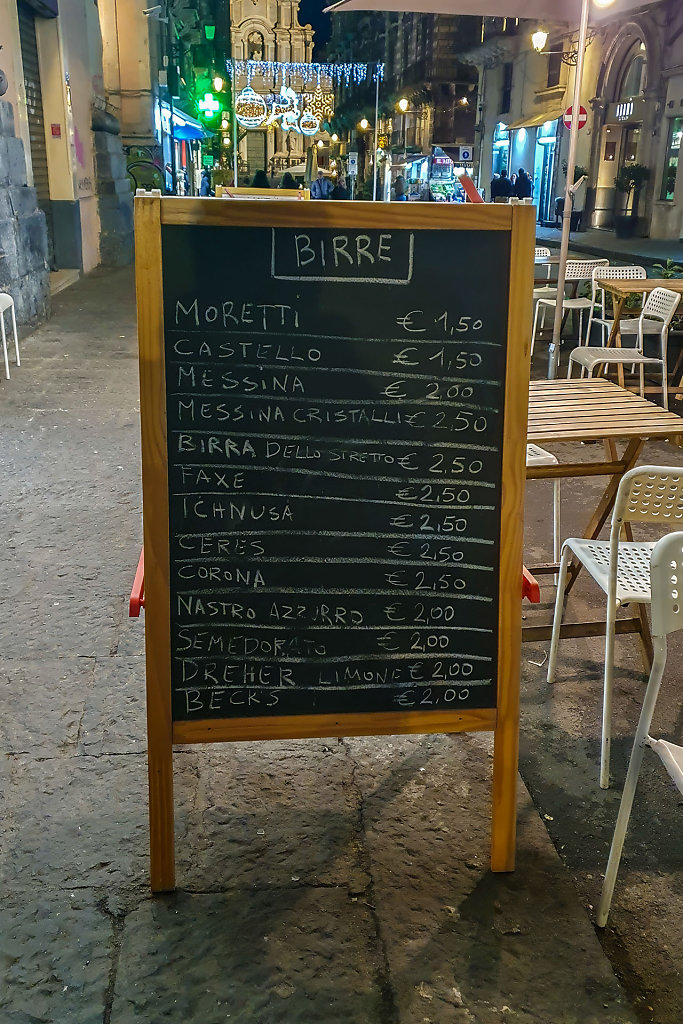 BIRRE
MORETTI € 1,50
CASTELLO € 1,50
MESSINA € 2,00
MESSINA CRISTALLI € 2,50
BIRRA DELLO STRETTO € 2,50
FAXE € 2,50
ICHNUSA € 2,50
CERES € 2,50
CORONA € 2,50
NASTRO AZZURRO € 2,00
SEMEDORATO € 2,00
DREHER LIMONE € 2,00
BECKS € 2,00